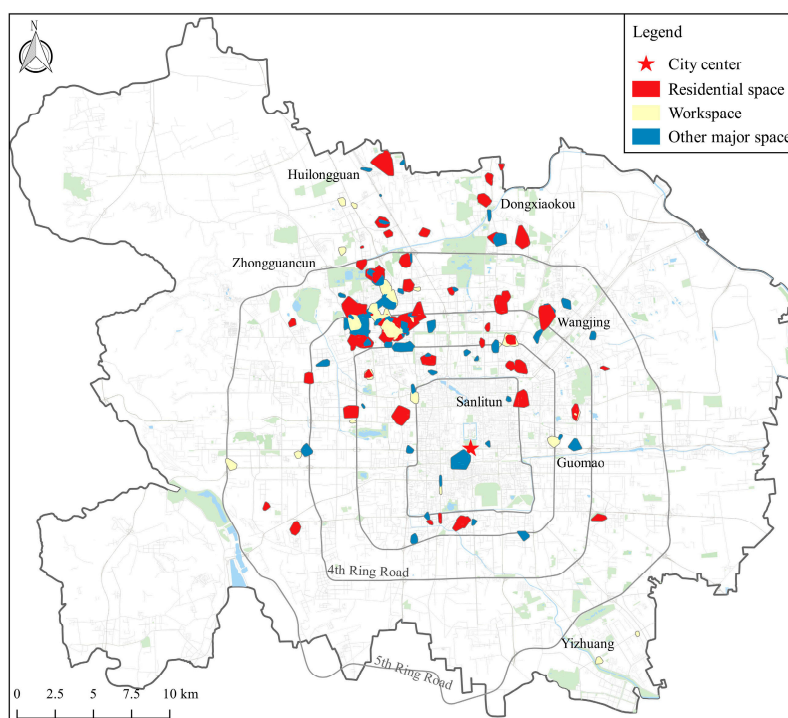 N
Legend
City center
Residential space
Workspace
Other major space
Huilongguan
Dongxiaokou
Zhongguancun
Wangjing
Sanlitun
Guomao
4th Ring Road
Yizhuang
5th Ring Road
0 2.5 5 7.5 10 km